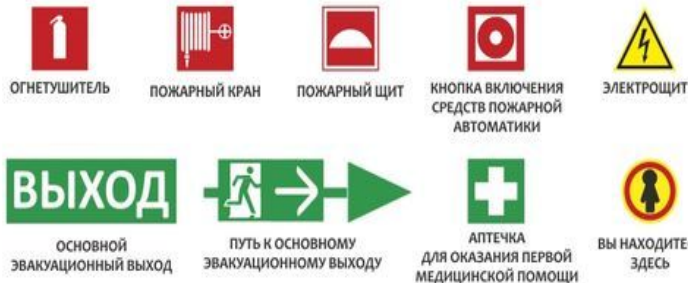 ОГНЕТУШИТЕЛЬ
ПОЖАРНЫЙ КРАН
ПОЖАРНЫЙ ЩИТ
КНОПКА ВКЛЮЧЕНИЯ
СРЕДСТВ ПОЖАРНОЙ
АВТОМАТИКИ
ЭЛЕКТРОЩИТ
ВЫХОД
ОСНОВНОЙ
ЭВАКУАЦИОННЫЙ ВЫХОД
ПУТЬ К ОСНОВНОМУ
ЭВАКУАЦИОННОМУ ВЫХОДУ
АПТЕЧКА
ДЛЯ ОКАЗАНИЯ ПЕРВОЙ
МЕДИЦИНСКОЙ ПОМОЩИ
ВЫ НАХОДИТЕ
ЗДЕСЬ